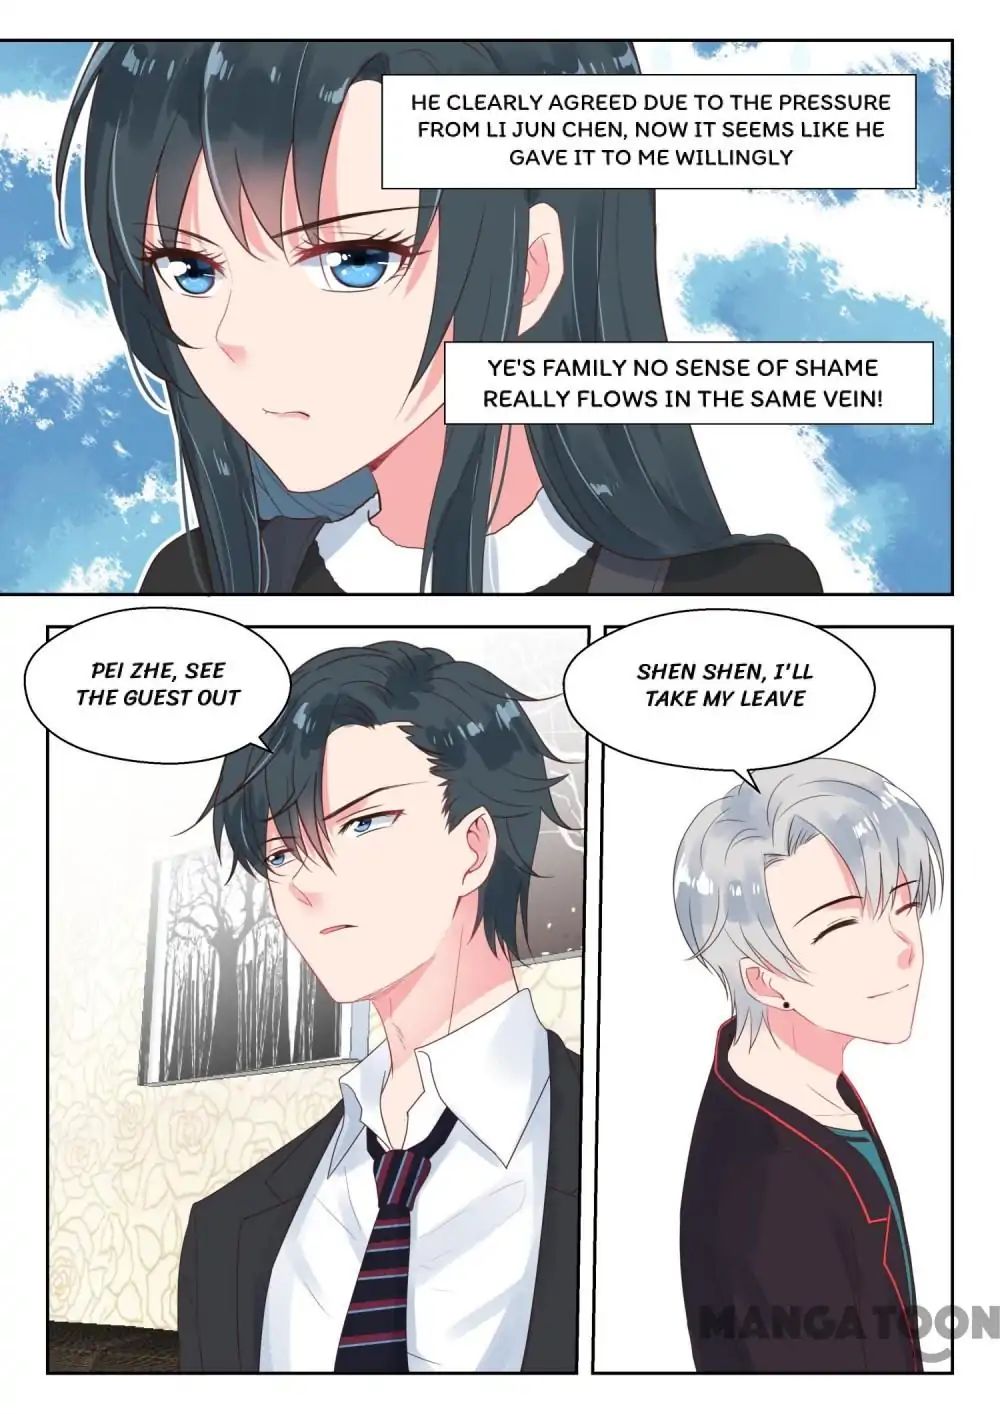 HE CLEARLY AGREED DUE TO THE PRESSURE
FROM LI JUN CHEN, NOW IT SEEMS LIKE HE
GAVE IT TO ME WILLINGLY
YE'S FAMILY NO SENSE OF SHAME
REALLY FLOWS IN THE SAME VEIN!
PEI ZHE, SEE
THE GUEST OUT
SHEN SHEN, I'LL
TAKE MY LEAVE
MANGATOON